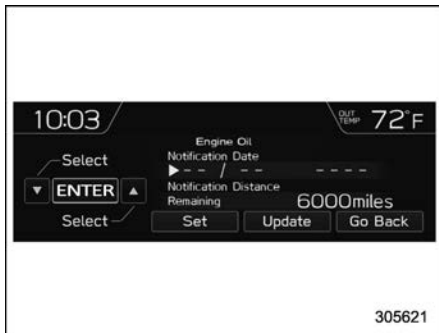 10:03
OUT TEMP 72°F
Engine Oil
Notification Date
▶-- / -- ----
Notification Distance
Remaining 6000miles
Select
▼ ENTER ▲
Select
Set Update Go Back
305621